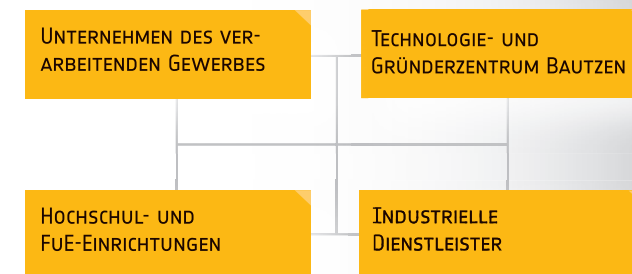 Unternehmen des ver-
arbeitenden Gewerbes
Technologie- und
Gründerzentrum Bautzen
Hochschul- und
FuE-Einrichtungen
Industrielle
Dienstleister